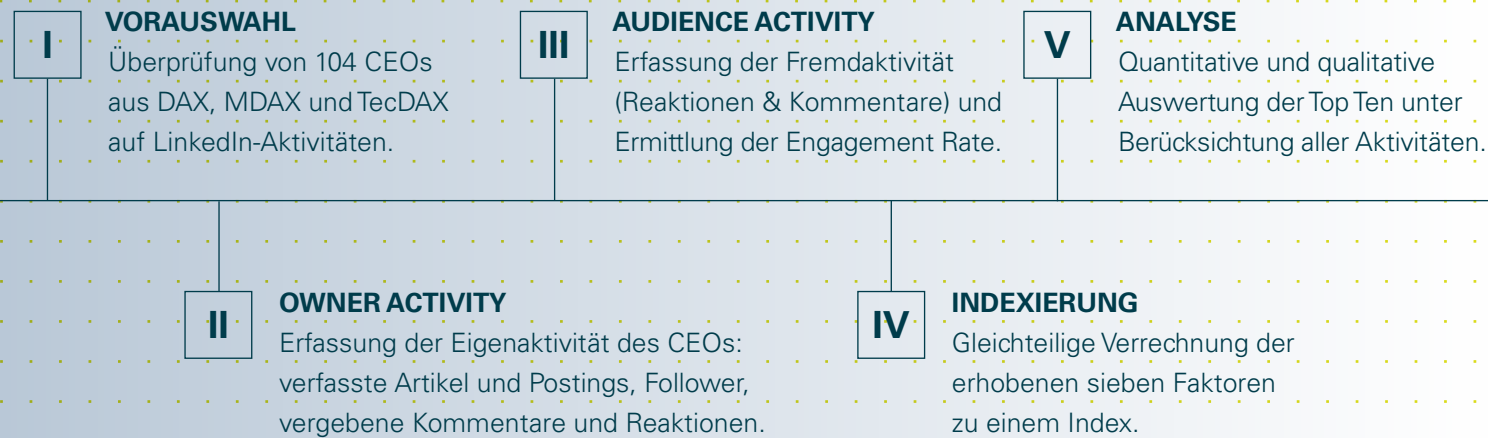 I
VORAUSWAHL
Überprüfung von 104 CEOs
aus DAX, MDAX und TecDAX
auf LinkedIn-Aktivitäten.
II
OWNER ACTIVITY
Erfassung der Eigenaktivität des CEOs:
verfasste Artikel und Postings, Follower,
vergebene Kommentare und Reaktionen.
III
AUDIENCE ACTIVITY
Erfassung der Fremdaktivität
(Reaktionen & Kommentare) und
Ermittlung der Engagement Rate.
IV
INDEXIERUNG
Gleichteilige Verrechnung der
erhobenen sieben Faktoren
zu einem Index.
V
ANALYSE
Quantitative und qualitative
Auswertung der Top Ten unter
Berücksichtung aller Aktivitäten.